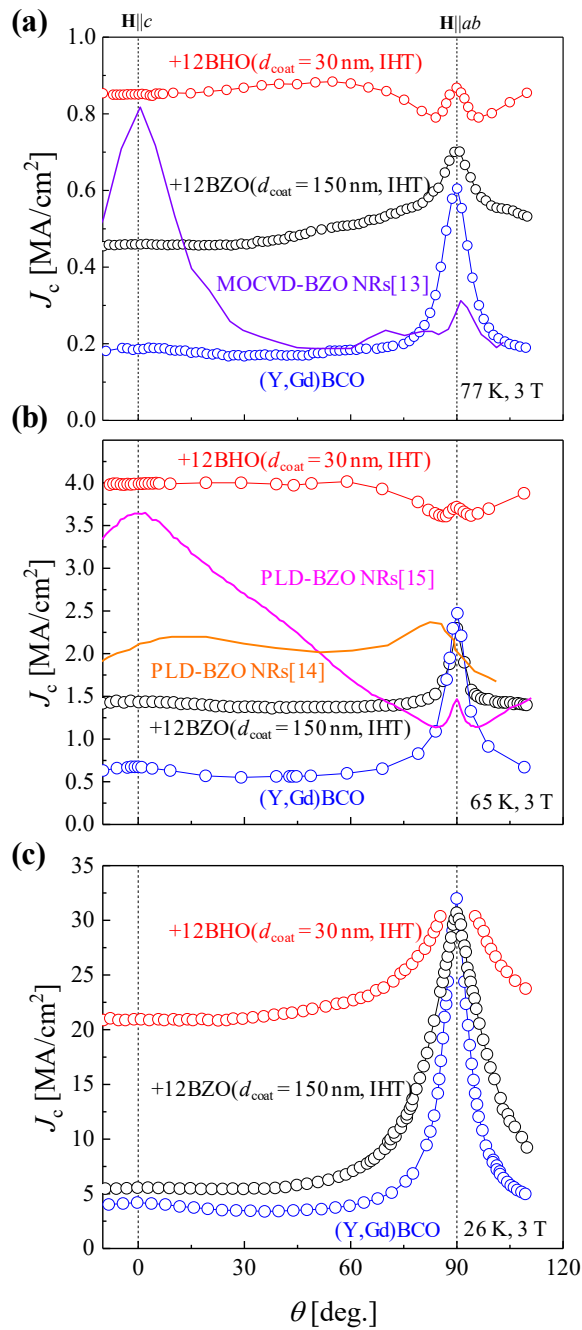 (a)
H||c
H||ab
1.0
+12BHO(dcoat = 30 nm, IHT)
0.8
+12BZO(dcoat = 150 nm, IHT)
0.6
Jc [MA/cm²]
0.4
MOCVD-BZO NRs[13]
0.2
(Y,Gd)BCO
77 K, 3 T
0.0
(b)
+12BHO(dcoat = 30 nm, IHT)
4.0
3.5
3.0
PLD-BZO NRs[15]
2.5
Jc [MA/cm²]
2.0
PLD-BZO NRs[14]
1.5
+12BZO(dcoat = 150 nm, IHT)
1.0
(Y,Gd)BCO
0.5
65 K, 3 T
0.0
(c)
35
+12BHO(dcoat = 30 nm, IHT)
30
25
20
Jc [MA/cm²]
15
+12BZO(dcoat = 150 nm, IHT)
10
5
(Y,Gd)BCO
26 K, 3 T
0
0 30 60 90 120
θ [deg.]